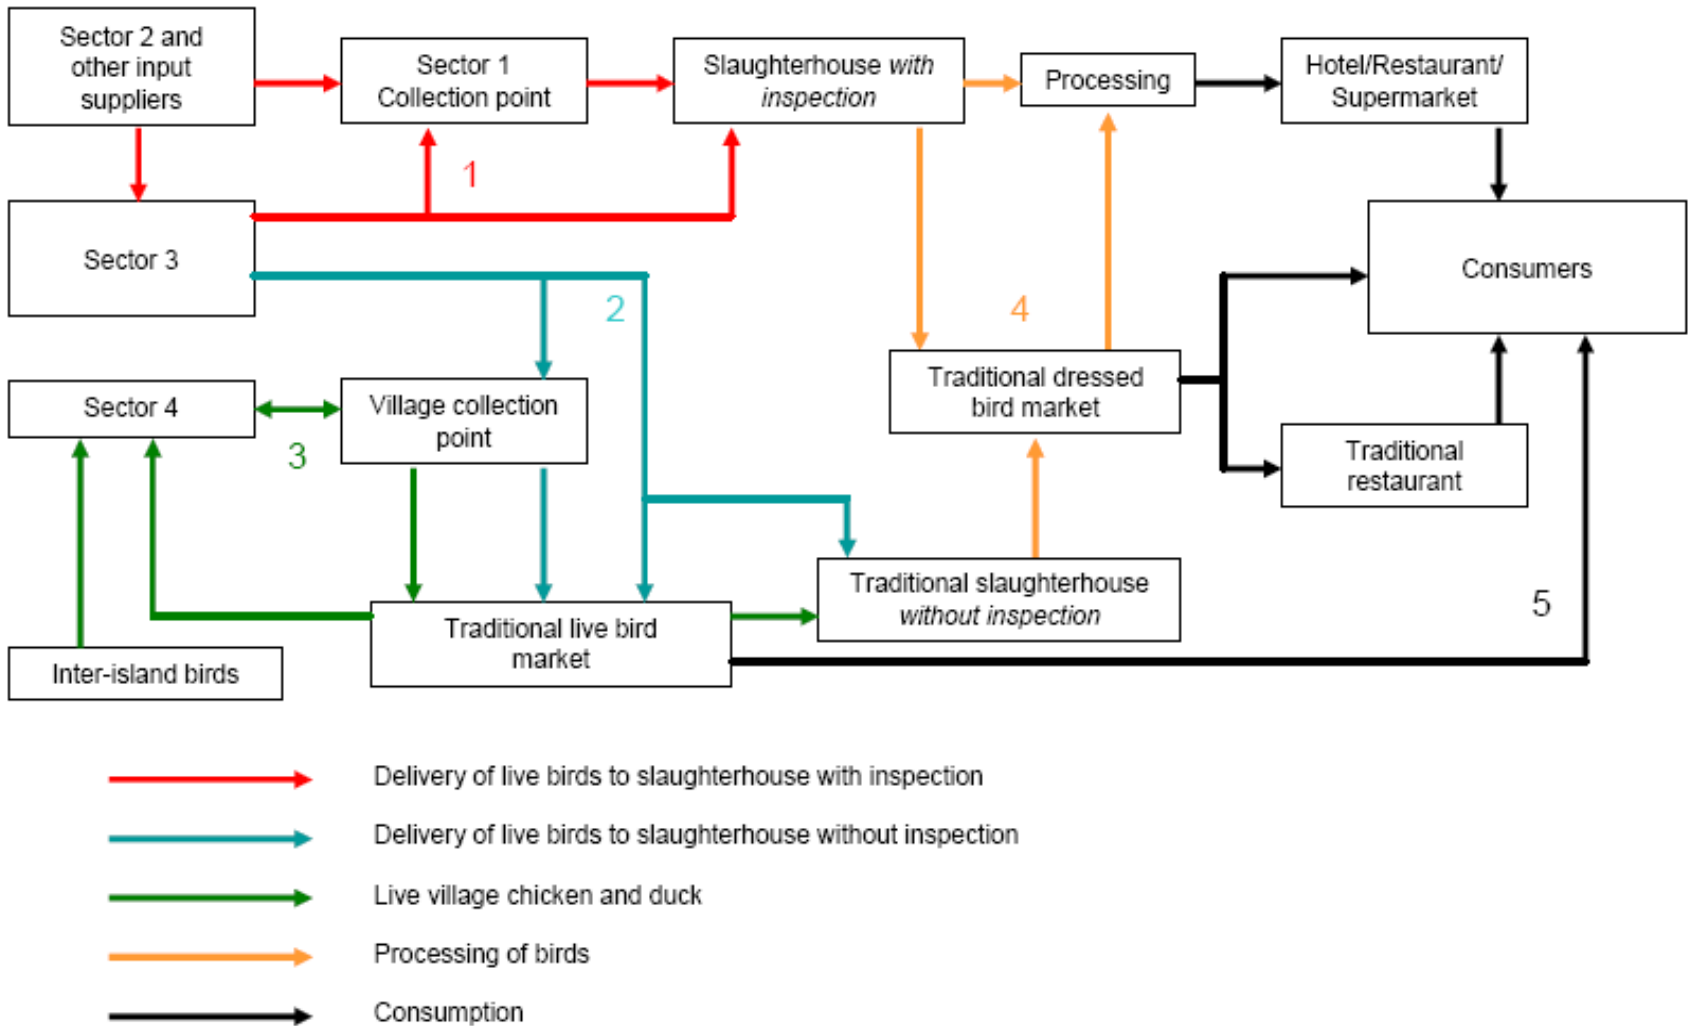 Sector 2 and
other input
suppliers
Sector 1
Collection point
Slaughterhouse with
inspection
Processing
Hotel/Restaurant/
Supermarket
1
Sector 3
Consumers
2
4
Sector 4
Village collection
point
Traditional dressed
bird market
3
Traditional
restaurant
Traditional slaughterhouse
without inspection
5
Traditional live bird
market
Inter-island birds
Delivery of live birds to slaughterhouse with inspection
Delivery of live birds to slaughterhouse without inspection
Live village chicken and duck
Processing of birds
Consumption